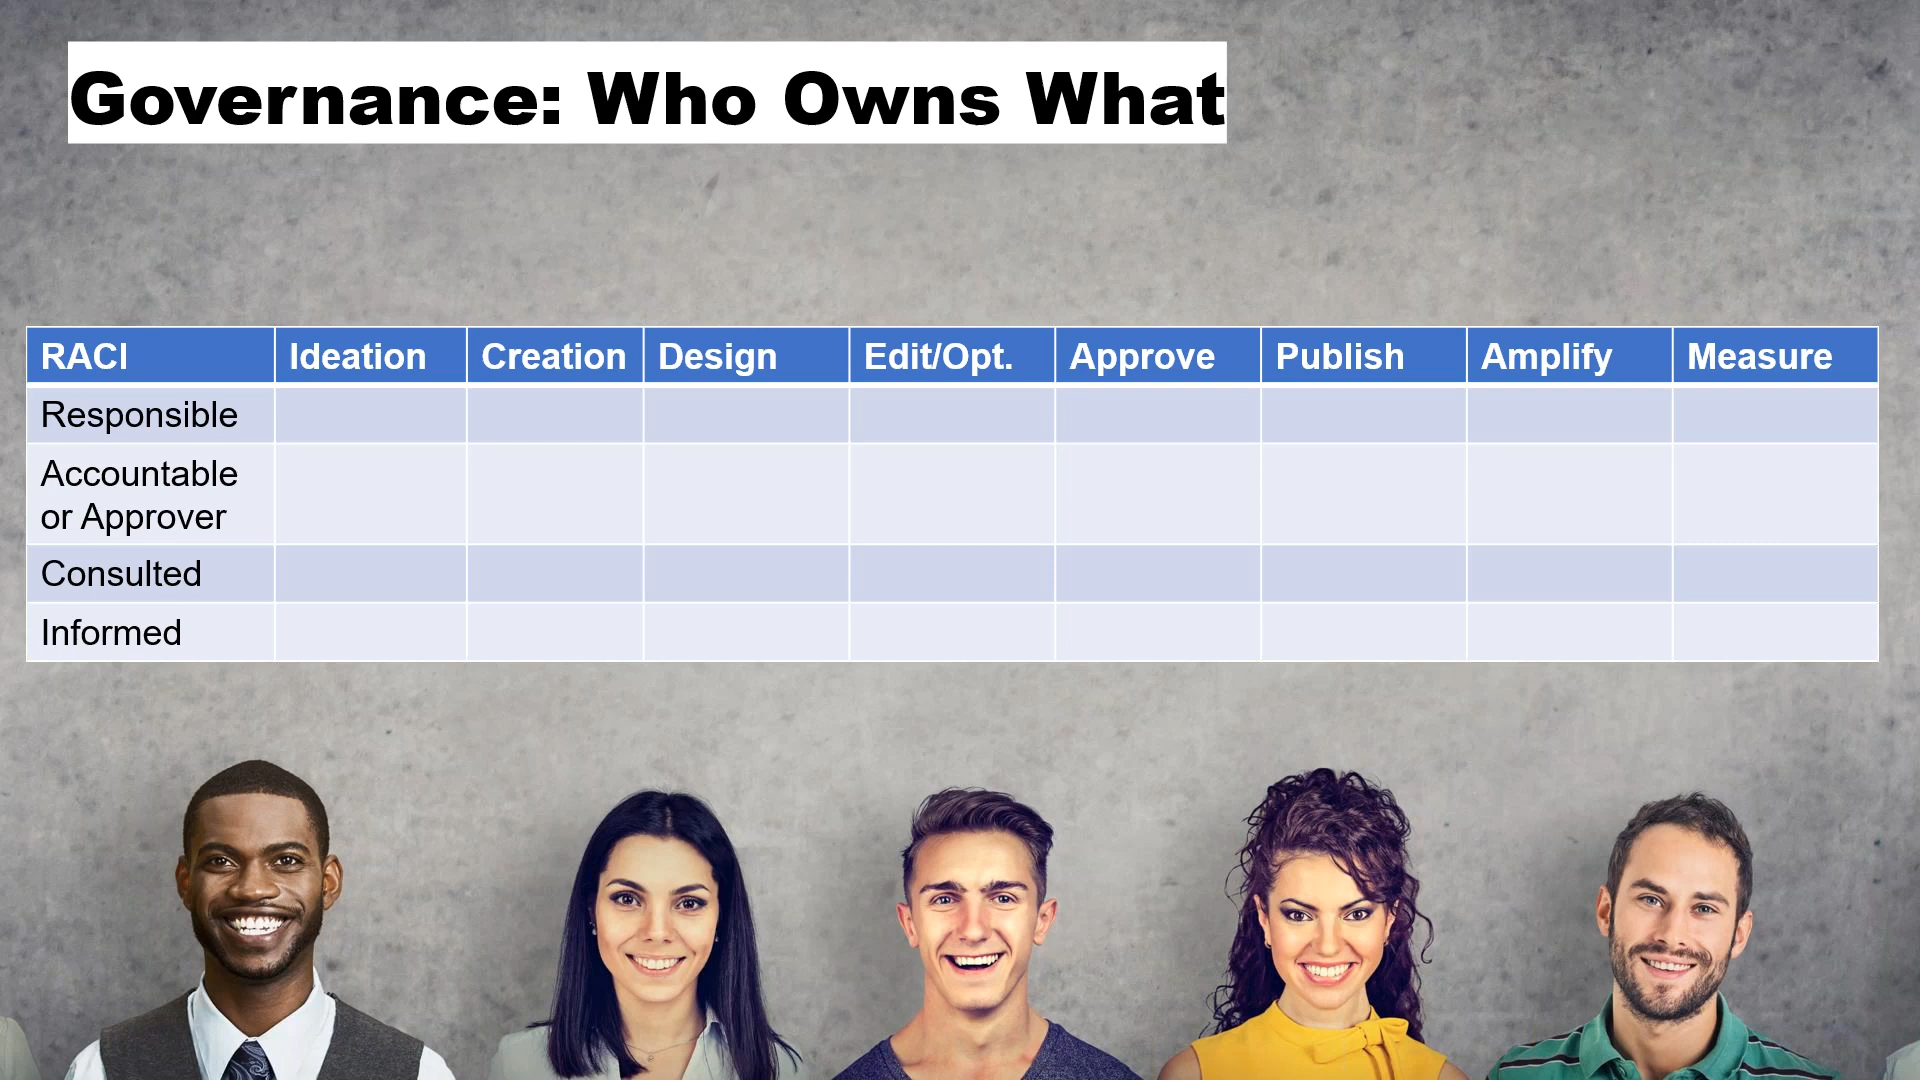 Governance: Who Owns What
RACI Ideation Creation Design Edit/Opt. Approve Publish Amplify Measure
Responsible
Accountable
or Approver
Consulted
Informed